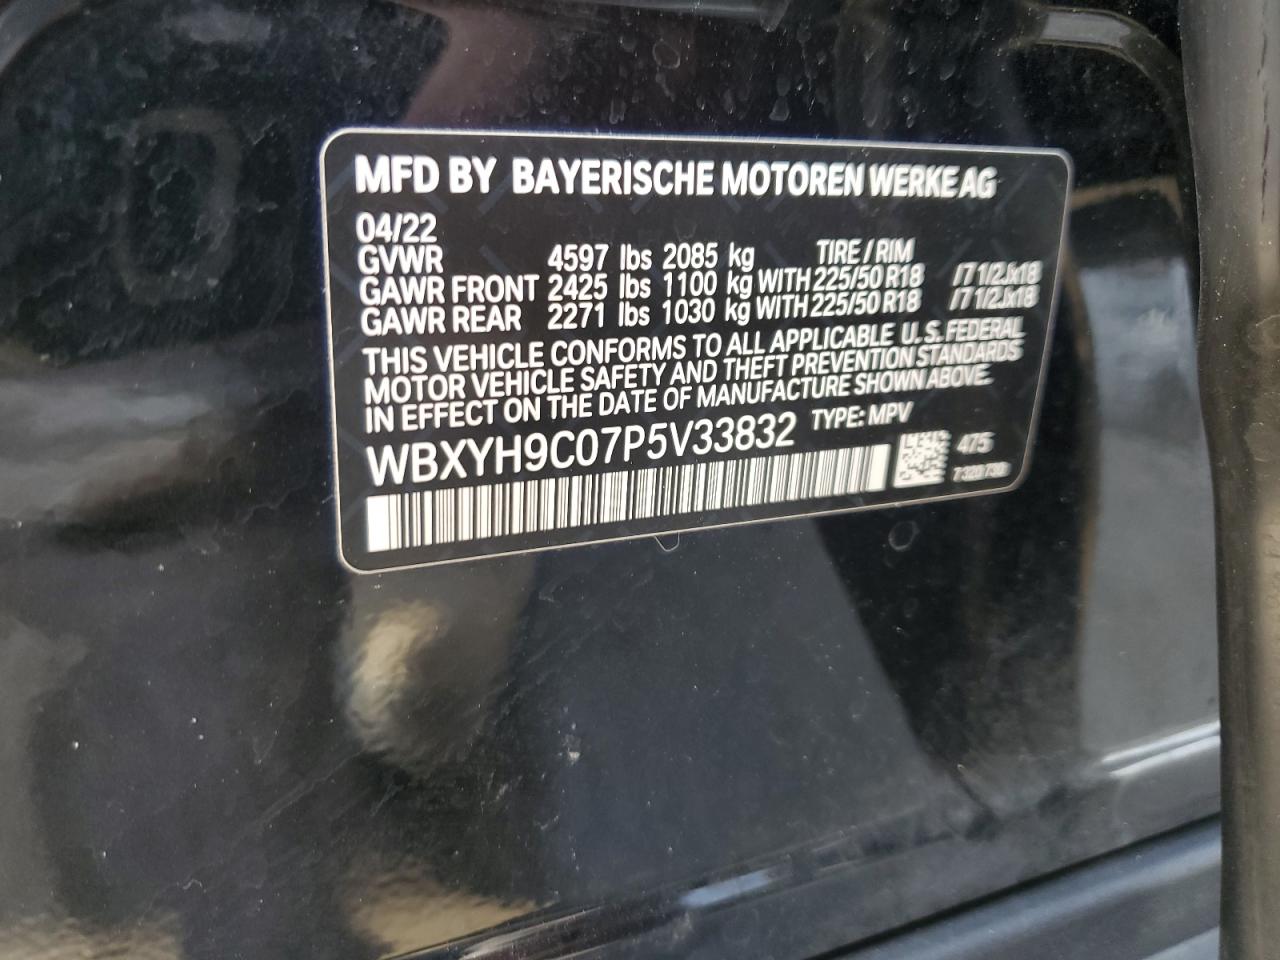 MFD BY BAYERISCHE MOTOREN WERKE AG
04/22
GVWR 4597 lbs 2085 kg TIRE / RIM
GAWR FRONT 2425 lbs 1100 kg WITH 225/50 R18 /7 1/2Jx18
GAWR REAR 2271 lbs 1030 kg WITH 225/50 R18 /7 1/2Jx18
THIS VEHICLE CONFORMS TO ALL APPLICABLE U.S. FEDERAL
MOTOR VEHICLE SAFETY AND THEFT PREVENTION STANDARDS
IN EFFECT ON THE DATE OF MANUFACTURE SHOWN ABOVE.
WBXYH9C07P5V33832 TYPE: MPV
475